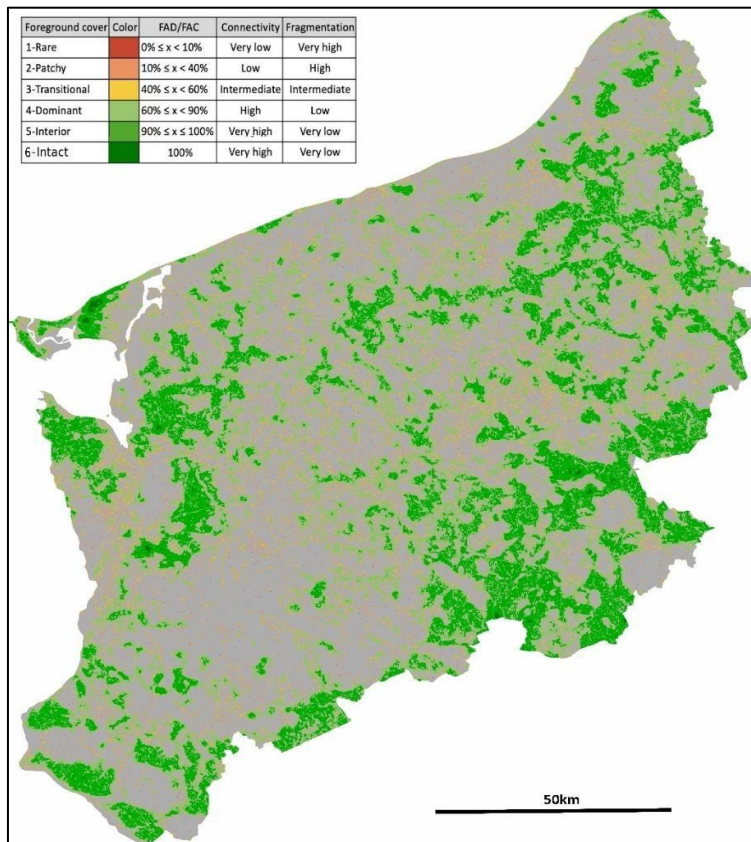 Foreground cover Color FAD/FAC Connectivity Fragmentation
1-Rare 0% ≤ x < 10% Very low Very high
2-Patchy 10% ≤ x < 40% Low High
3-Transitional 40% ≤ x < 60% Intermediate Intermediate
4-Dominant 60% ≤ x < 90% High Low
5-Interior 90% ≤ x ≤ 100% Very high Very low
6-Intact 100% Very high Very low
50km